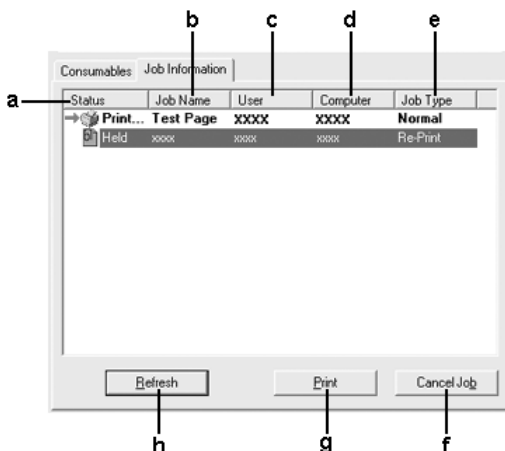 b c d e
Consumables Job Information
a Status Job Name User Computer Job Type
Print... Test Page xxxx xxxx Normal
Held xxxx xxxx xxxx Re-Print
Refresh Print Cancel Job
h g f